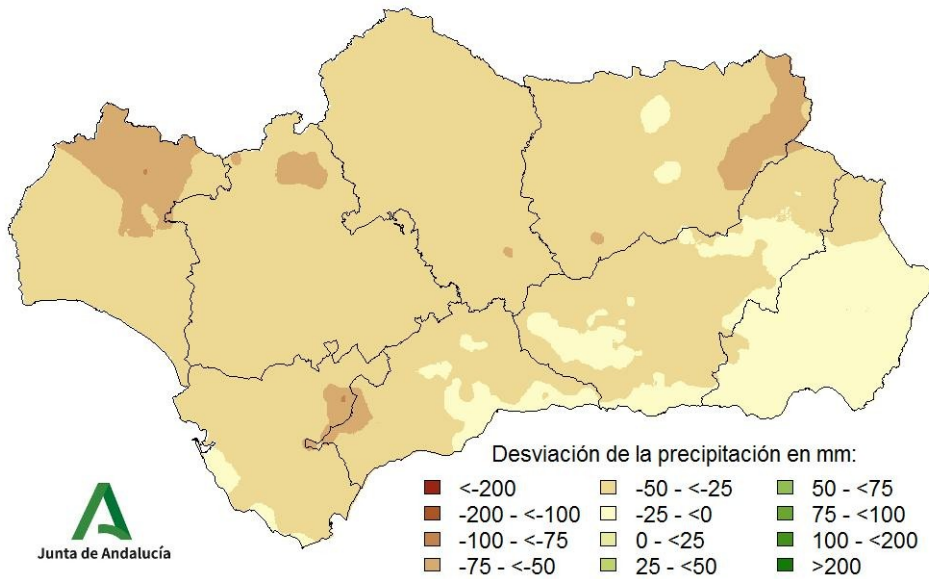 Desviación de la precipitación en mm:
<-200
-200 - <-100
-100 - <-75
-75 - <-50
-50 - <-25
-25 - <0
0 - <25
25 - <50
50 - <75
75 - <100
100 - <200
>200
Junta de Andalucía